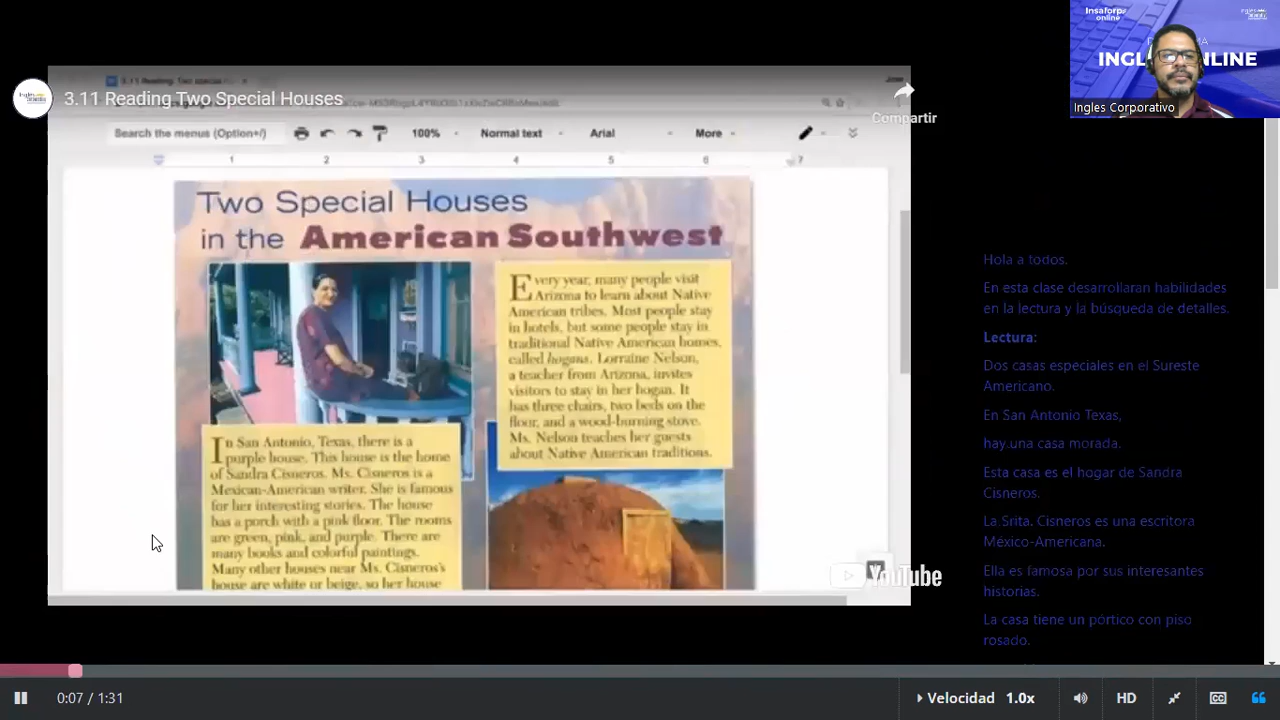 Insaforp
online
INGL
NLINE
Ingles Corporativo
3.11 Reading Two Special Houses
Compartir
Search the menus (Option+/)
100%
Normal text
Arial
More
1 2 3 4 5 6 7
Two Special Houses
in the American Southwest
Every year, many people visit
Arizona to learn about Native
American tribes. Most people stay
in hotels, but some people stay in
traditional Native American homes,
called hogans. Lorraine Nelson,
a teacher from Arizona, invites
visitors to stay in her hogan. It
has three chairs, two beds on the
floor, and a wood-burning stove.
Ms. Nelson teaches her guests
about Native American traditions.
In San Antonio, Texas, there is a
purple house. This house is the home
of Sandra Cisneros. Ms. Cisneros is a
Mexican-American writer. She is famous
for her interesting stories. The house
has a porch with a pink floor. The rooms
are green, pink, and purple. There are
many books and colorful paintings.
Many other houses near Ms. Cisneros's
house are white or beige, so her house
YouTube
Hola a todos.
En esta clase desarrollaran habilidades
en la lectura y la búsqueda de detalles.
Lectura:
Dos casas especiales en el Sureste
Americano.
En San Antonio Texas,
hay una casa morada.
Esta casa es el hogar de Sandra
Cisneros.
La Srita. Cisneros es una escritora
México-Americana.
Ella es famosa por sus interesantes
historias.
La casa tiene un pórtico con piso
rosado.
0:07 / 1:31
Velocidad 1.0x
HD
CC